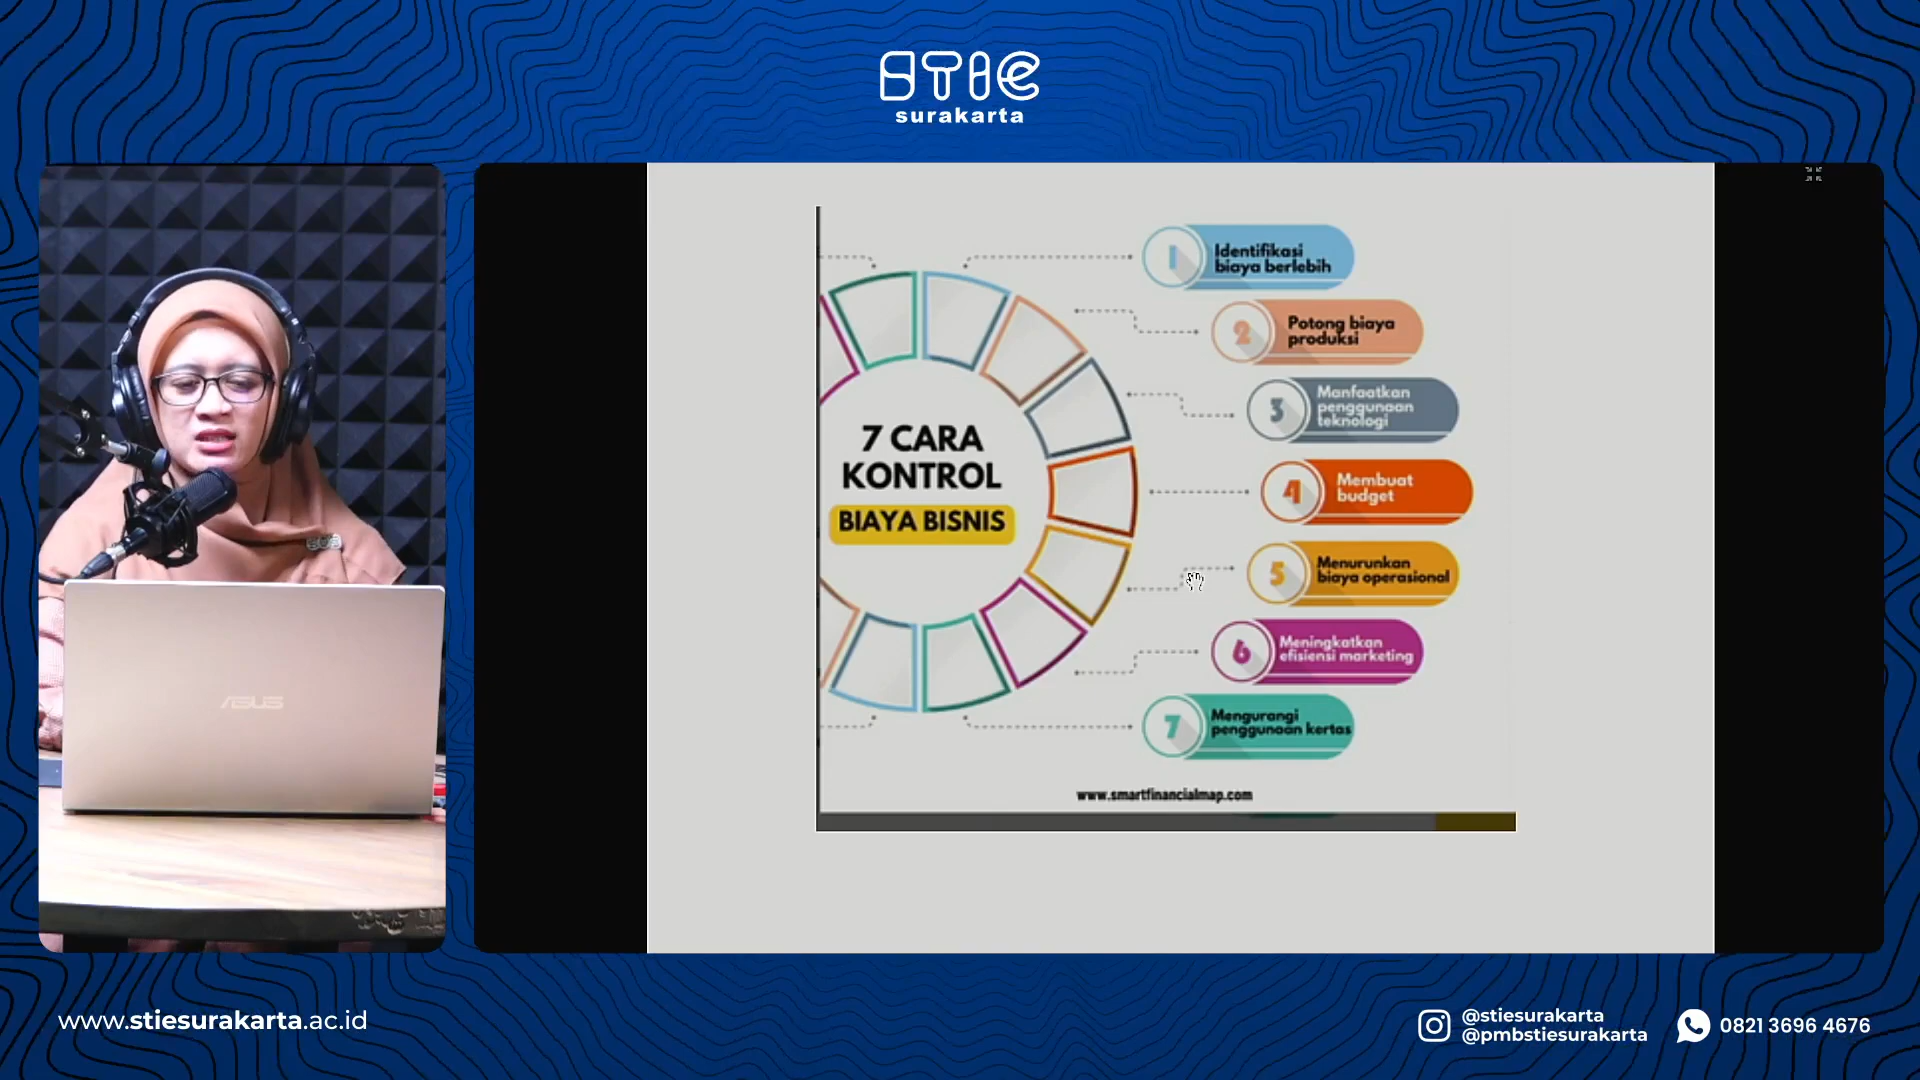 STIE
surakarta
7 CARA
KONTROL
BIAYA BISNIS
1
Identifikasi
biaya berlebih
2
Potong biaya
produksi
3
Manfaatkan
penggunaan
teknologi
4
Membuat
budget
5
Menurunkan
biaya operasional
6
Meningkatkan
efisiensi marketing
7
Mengurangi
penggunaan kertas
www.smartfinancialmap.com
ASUS
www.stiesurakarta.ac.id
@stiesurakarta
@pmbstiesurakarta
0821 3696 4676